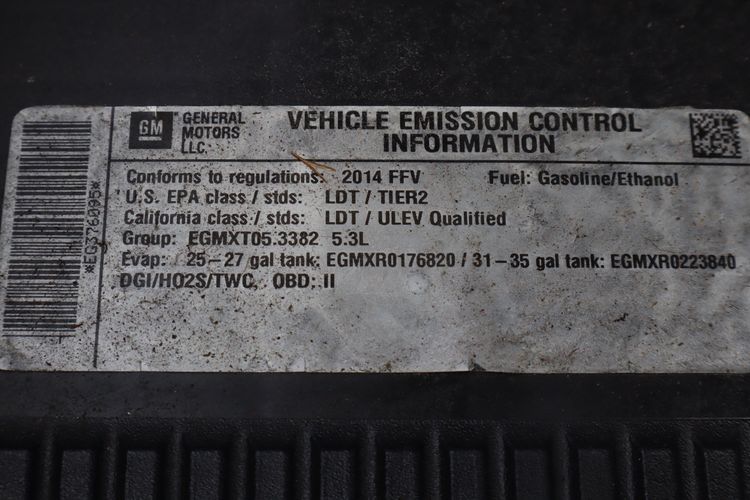 GM
GENERAL
MOTORS
LLC
VEHICLE EMISSION CONTROL
INFORMATION
Conforms to regulations: 2014 FFV Fuel: Gasoline/Ethanol
U.S. EPA class / stds: LDT / TIER2
California class / stds: LDT / ULEV Qualified
Group: EGMXT05.3382 5.3L
Evap: 25-27 gal tank: EGMXR0176820 / 31-35 gal tank: EGMXR0223840
DGI/HO2S/TWC OBD: II
*EG376095*